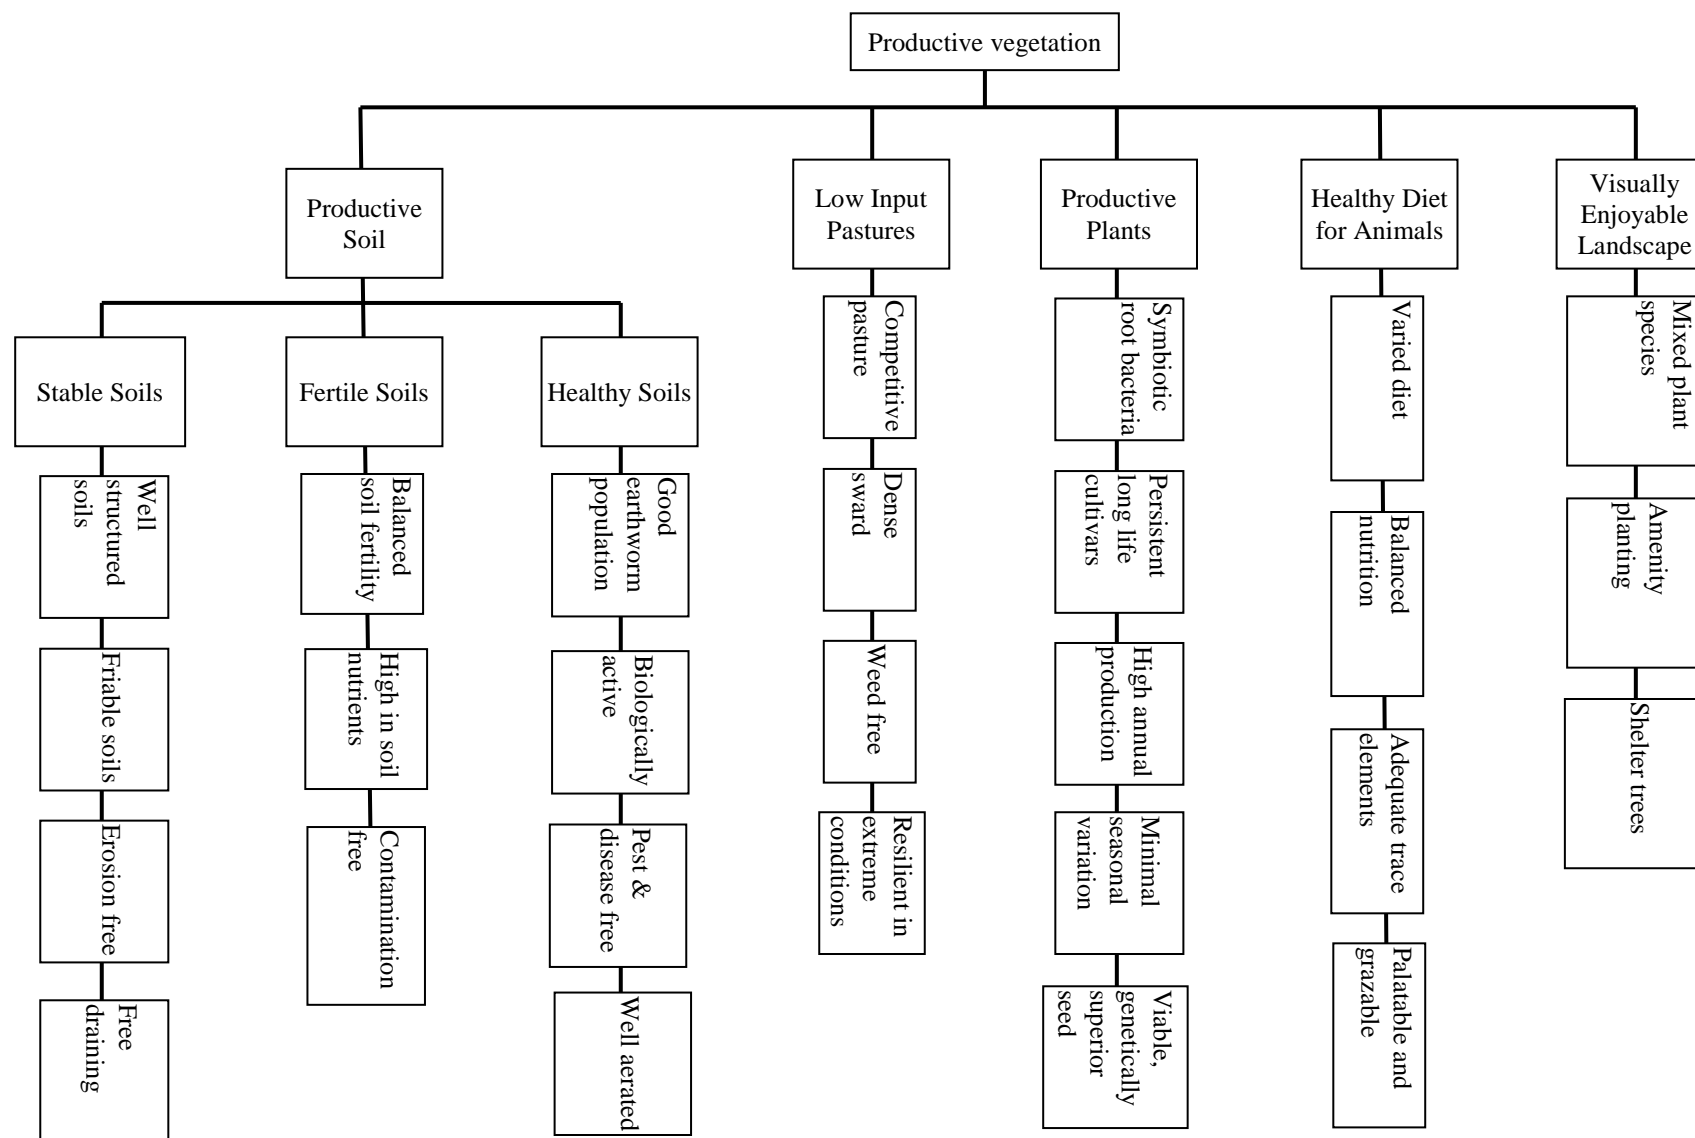 Productive vegetation
Productive
Soil
Low Input
Pastures
Productive
Plants
Healthy Diet
for Animals
Visually
Enjoyable
Landscape
Stable Soils
Fertile Soils
Healthy Soils
Well
structured
soils
Friable soils
Erosion free
Free
draining
Balanced
soil fertility
High in soil
nutrients
Contamination
free
Good
earthworm
population
Biologically
active
Pest &
disease free
Well aerated
Competitive
pasture
Dense
sward
Weed free
Resilient in
extreme
conditions
Symbiotic
root bacteria
Persistent
long life
cultivars
High annual
production
Minimal
seasonal
variation
Viable,
genetically
superior
seed
Varied diet
Balanced
nutrition
Adequate trace
elements
Palatable and
grazable
Mixed plant
species
Amenity
planting
Shelter trees